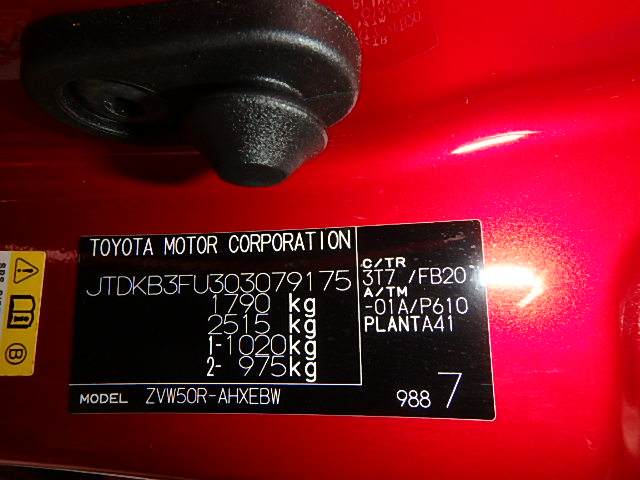 TOYOTA MOTOR CORPORATION
JTDKB3FU303079175
1790 kg
2515 kg
1-1020kg
2- 975kg
C/TR
3T7 /FB20
A/TM
-01A/P610
PLANTA41
MODEL ZVW50R-AHXEBW
988 7
B